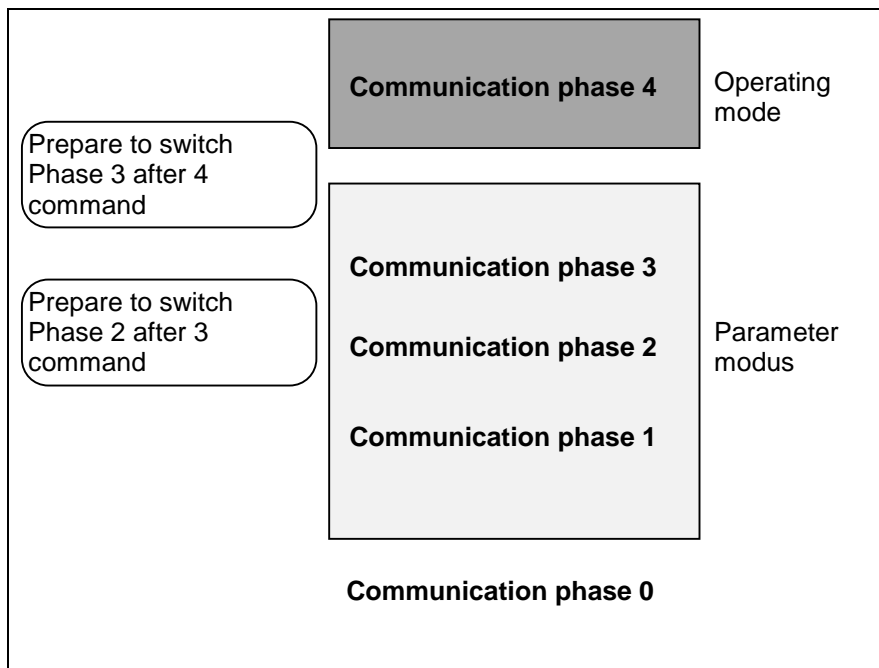 Communication phase 4
Operating
mode
Prepare to switch
Phase 3 after 4
command
Communication phase 3
Prepare to switch
Phase 2 after 3
command
Communication phase 2
Parameter
modus
Communication phase 1
Communication phase 0